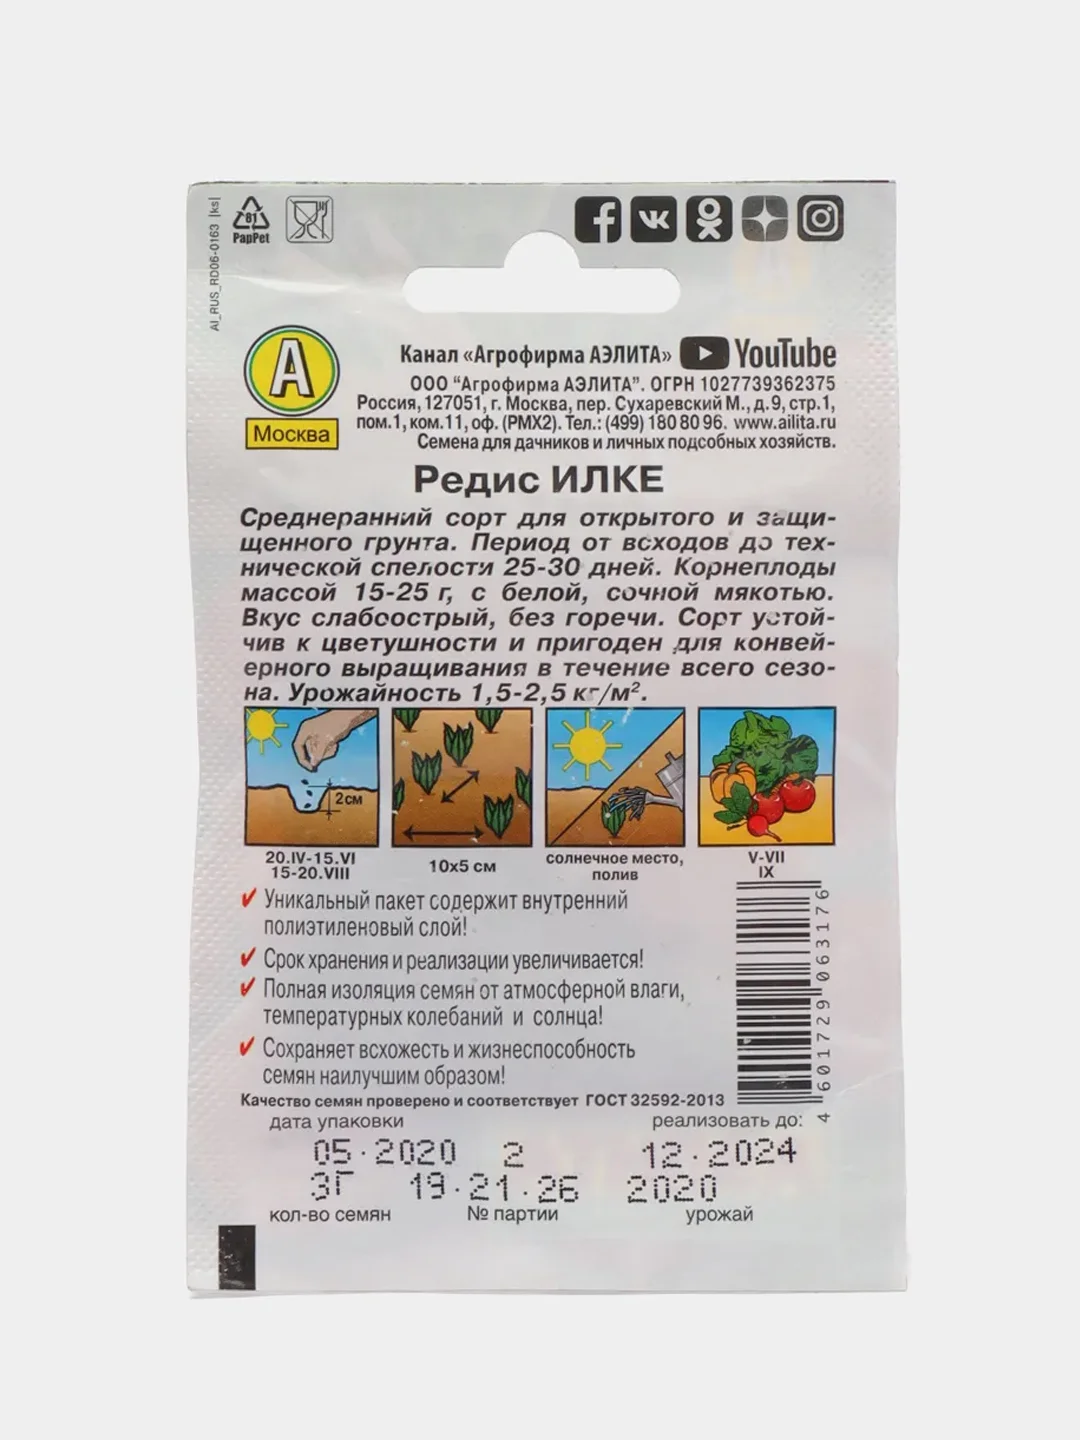 81
PapPet
AI_RUS_RD06-0163 |ks|
А
Москва
Канал «Агрофирма АЭЛИТА» YouTube
ООО “Агрофирма АЭЛИТА”. ОГРН 1027739362375
Россия, 127051, г. Москва, пер. Сухаревский М., д.9, стр.1,
пом.1, ком.11, оф. (РМХ2). Тел.: (499) 180 80 96. www.ailita.ru
Семена для дачников и личных подсобных хозяйств.
Редис ИЛКЕ
Среднеранний сорт для открытого и защи-
щенного грунта. Период от всходов до тех-
нической спелости 25-30 дней. Корнеплоды
массой 15-25 г, с белой, сочной мякотью.
Вкус слабоострый, без горечи. Сорт устой-
чив к цветушности и пригоден для конвей-
ерного выращивания в течение всего сезо-
на. Урожайность 1,5-2,5 кг/м².
2см
20.IV-15.VI
15-20.VIII
10х5 см
солнечное место,
полив
V-VII
IX
Уникальный пакет содержит внутренний
полиэтиленовый слой!
Срок хранения и реализации увеличивается!
Полная изоляция семян от атмосферной влаги,
температурных колебаний и солнца!
Сохраняет всхожесть и жизнеспособность
семян наилучшим образом!
4 601729 063176
Качество семян проверено и соответствует ГОСТ 32592-2013
дата упаковки реализовать до:
05.2020 2 12.2024
3Г 19.21.26 2020
кол-во семян № партии урожай